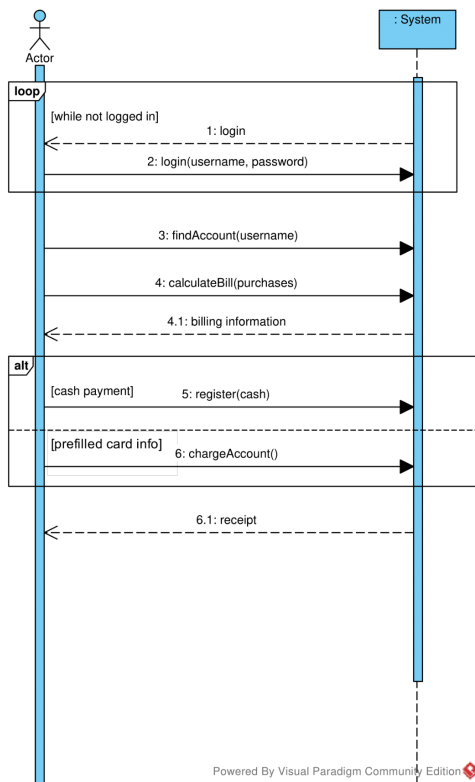 : System
Actor
loop
[while not logged in]
1: login
2: login(username, password)
3: findAccount(username)
4: calculateBill(purchases)
4.1: billing information
alt
[cash payment]
5: register(cash)
[prefilled card info]
6: chargeAccount()
6.1: receipt
Powered By Visual Paradigm Community Edition